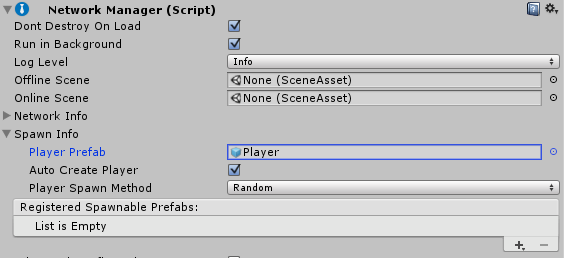 Network Manager (Script)
Dont Destroy On Load
Run in Background
Log Level Info
Offline Scene None (SceneAsset)
Online Scene None (SceneAsset)
Network Info
Spawn Info
Player Prefab Player
Auto Create Player
Player Spawn Method Random
Registered Spawnable Prefabs:
List is Empty